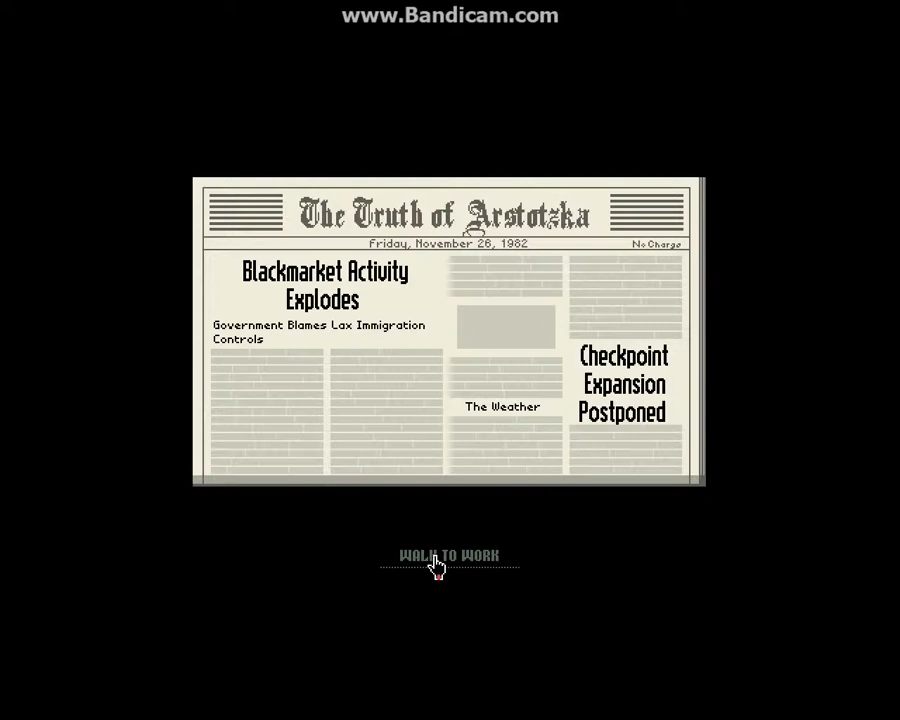 www.Bandicam.com
The Truth of Arstotzka
Friday, November 26, 1982
No Charge
Blackmarket Activity
Explodes
Government Blames Lax Immigration
Controls
The Weather
Checkpoint
Expansion
Postponed
WALK TO WORK